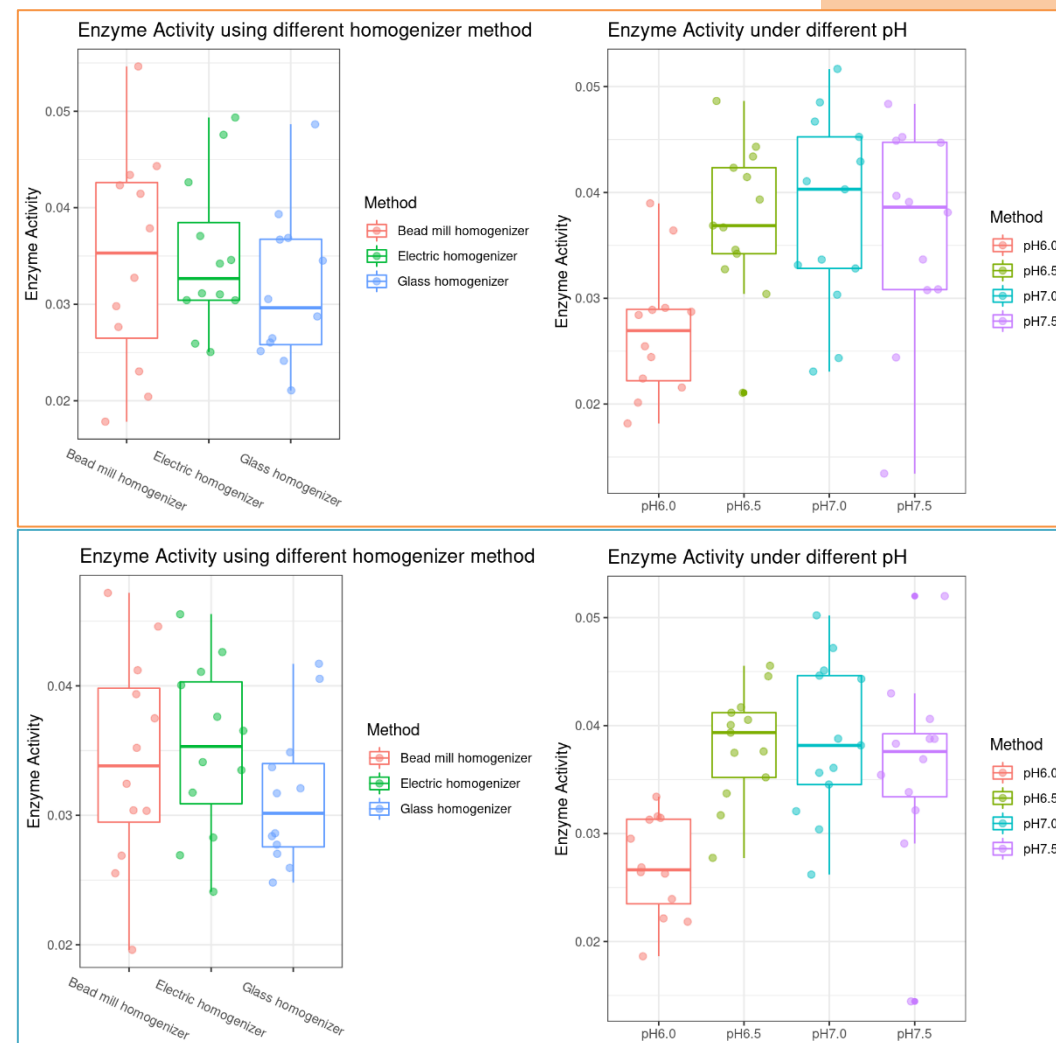 Enzyme Activity using different homogenizer method
Enzyme Activity
0.05
0.04
0.03
0.02
Bead mill homogenizer
Electric homogenizer
Glass homogenizer
Method
Bead mill homogenizer
Electric homogenizer
Glass homogenizer
Enzyme Activity under different pH
Enzyme Activity
0.05
0.04
0.03
0.02
pH6.0
pH6.5
pH7.0
pH7.5
Method
pH6.0
pH6.5
pH7.0
pH7.5
Enzyme Activity using different homogenizer method
Enzyme Activity
0.04
0.03
0.02
Bead mill homogenizer
Electric homogenizer
Glass homogenizer
Method
Bead mill homogenizer
Electric homogenizer
Glass homogenizer
Enzyme Activity under different pH
Enzyme Activity
0.05
0.04
0.03
0.02
pH6.0
pH6.5
pH7.0
pH7.5
Method
pH6.0
pH6.5
pH7.0
pH7.5